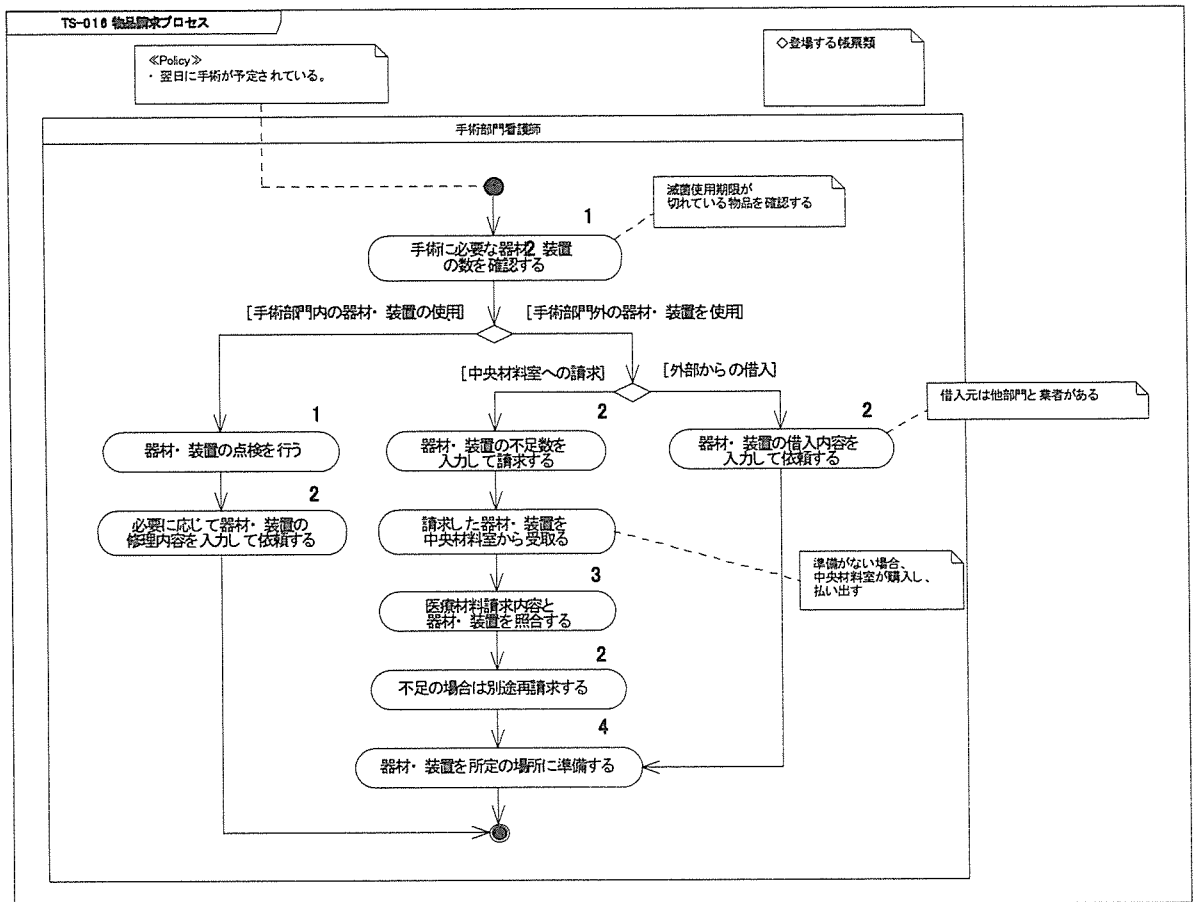 TS-016 物品請求プロセス
≪Policy≫
・ 翌日に手術が予定されている。
◇登場する帳票類
手術部門看護師
滅菌使用期限が
切れている物品を確認する
1
手術に必要な器材2 装置
の数を確認する
[手術部門内の器材・ 装置の使用]
[手術部門外の器材・ 装置を使用]
[中央材料室への請求]
[外部からの借入]
借入元は他部門と業者がある
1
器材・ 装置の点検を行う
2
器材・ 装置の不足数を
入力して請求する
2
器材・ 装置の借入内容を
入力して依頼する
2
必要に応じて器材・ 装置の
修理内容を入力して依頼する
請求した器材・ 装置を
中央材料室から受取る
準備がない場合、
中央材料室が購入し、
払い出す
3
医療材料請求内容と
器材・ 装置を照合する
2
不足の場合は別途再請求する
4
器材・ 装置を所定の場所に準備する